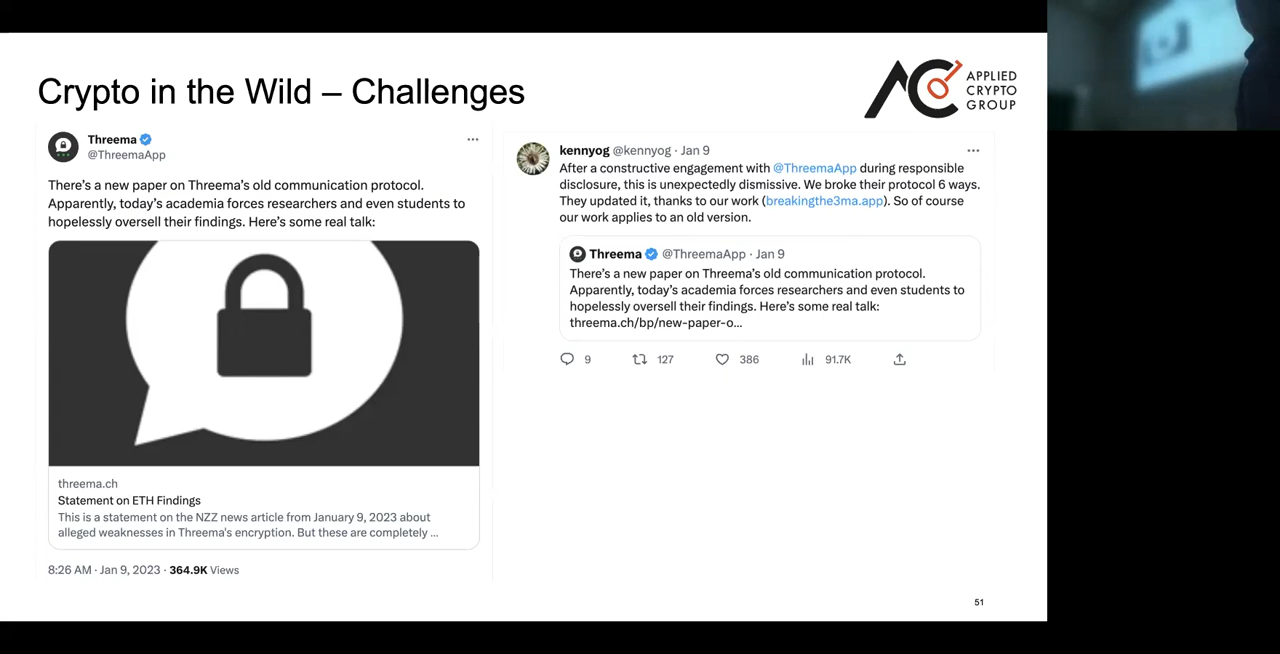 Crypto in the Wild – Challenges
APPLIED
CRYPTO
GROUP
Threema
@ThreemaApp
There's a new paper on Threema's old communication protocol.
Apparently, today's academia forces researchers and even students to
hopelessly oversell their findings. Here's some real talk:
threema.ch
Statement on ETH Findings
This is a statement on the NZZ news article from January 9, 2023 about
alleged weaknesses in Threema's encryption. But these are completely ...
8:26 AM · Jan 9, 2023 · 364.9K Views
kennyog @kennyog · Jan 9
After a constructive engagement with @ThreemaApp during responsible
disclosure, this is unexpectedly dismissive. We broke their protocol 6 ways.
They updated it, thanks to our work (breakingthe3ma.app). So of course
our work applies to an old version.
Threema @ThreemaApp · Jan 9
There's a new paper on Threema's old communication protocol.
Apparently, today's academia forces researchers and even students to
hopelessly oversell their findings. Here's some real talk:
threema.ch/bp/new-paper-o...
9 127 386 91.7K
51